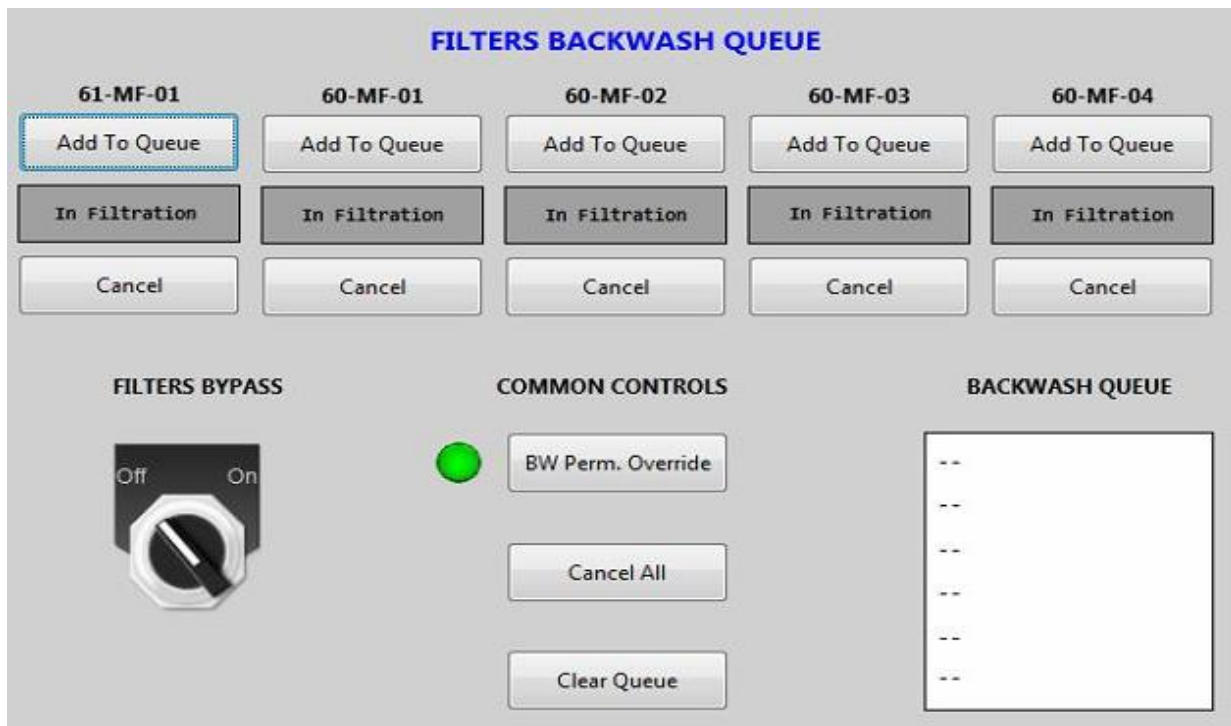 FILTERS BACKWASH QUEUE
61-MF-01 60-MF-01 60-MF-02 60-MF-03 60-MF-04
Add To Queue Add To Queue Add To Queue Add To Queue Add To Queue
In Filtration In Filtration In Filtration In Filtration In Filtration
Cancel Cancel Cancel Cancel Cancel
FILTERS BYPASS COMMON CONTROLS BACKWASH QUEUE
Off On
BW Perm. Override
Cancel All
Clear Queue
--
--
--
--
--
--